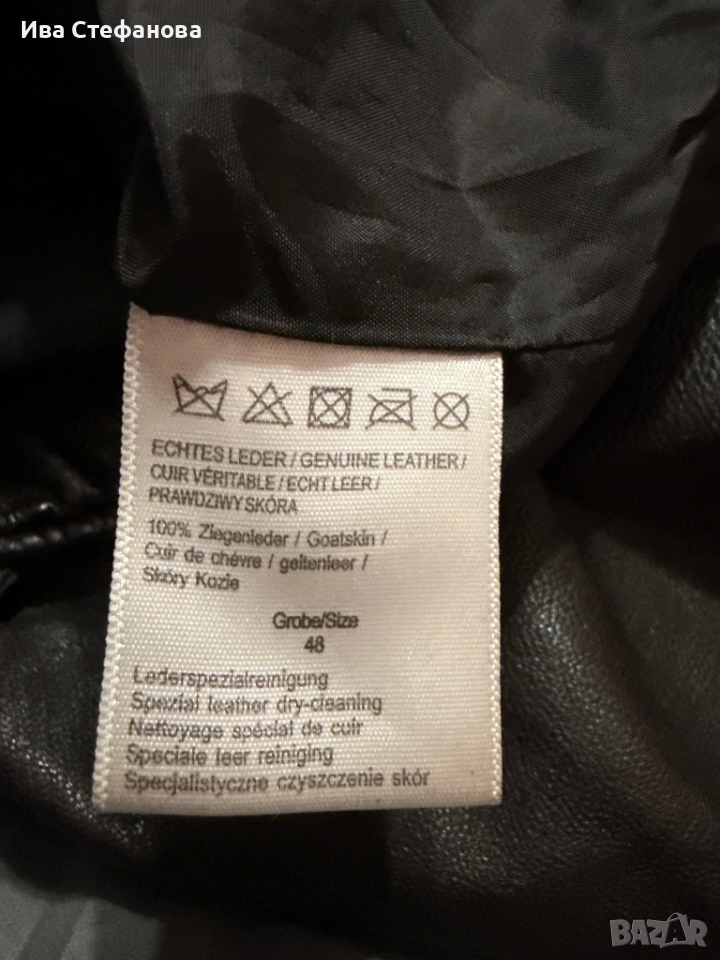 Ива Стефанова
ECHTES LEDER / GENUINE LEATHER /
CUIR VÉRITABLE / ECHT LEER /
PRAWDZIWY SKÓRA
100% Ziegenleder / Goatskin /
Cuir de chévre / geitenleer /
Skóry Kozie
Grobe/Size
48
Lederspezialreinigung
Spezial leather dry-cleaning
Nettoyage spécial de cuir
Speciale leer reiniging
Specjalistyczne czyszczenie skór
BAZAR